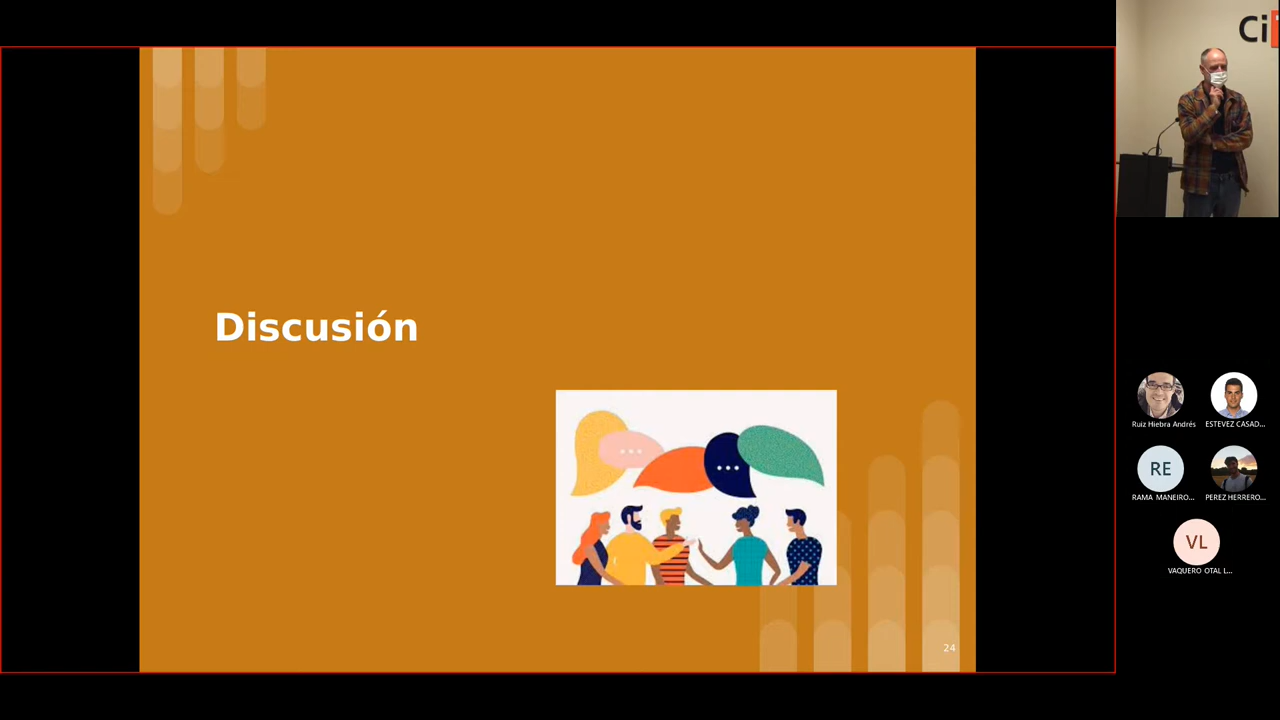 Discusión
24
Ci
Ruiz Hiebra Andrés
ESTEVEZ CASAD...
RE
RAMA MANEIRO...
PEREZ HERRERO...
VL
VAQUERO OTAL L...